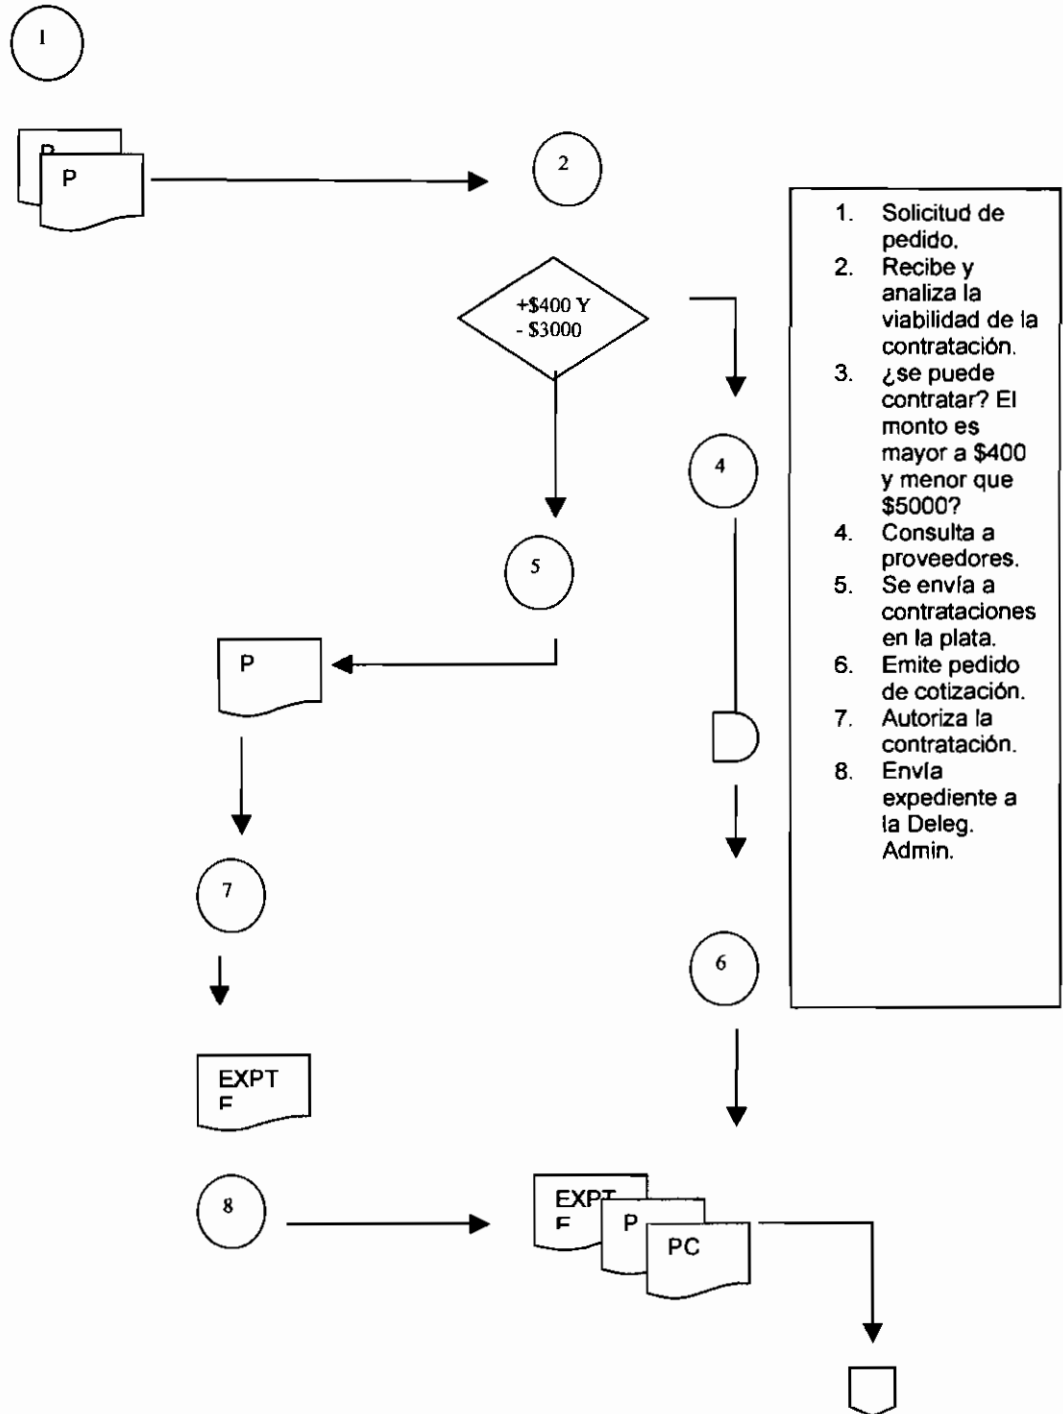 1
P
P
2
+$400 Y
- $3000
4
5
P
7
6
EXPT
E
8
EXPT
E
P
PC
1. Solicitud de
pedido.
2. Recibe y
analiza la
viabilidad de la
contratación.
3. ¿se puede
contratar? El
monto es
mayor a $400
y menor que
$5000?
4. Consulta a
proveedores.
5. Se envía a
contrataciones
en la plata.
6. Emite pedido
de cotización.
7. Autoriza la
contratación.
8. Envía
expediente a
la Deleg.
Admin.